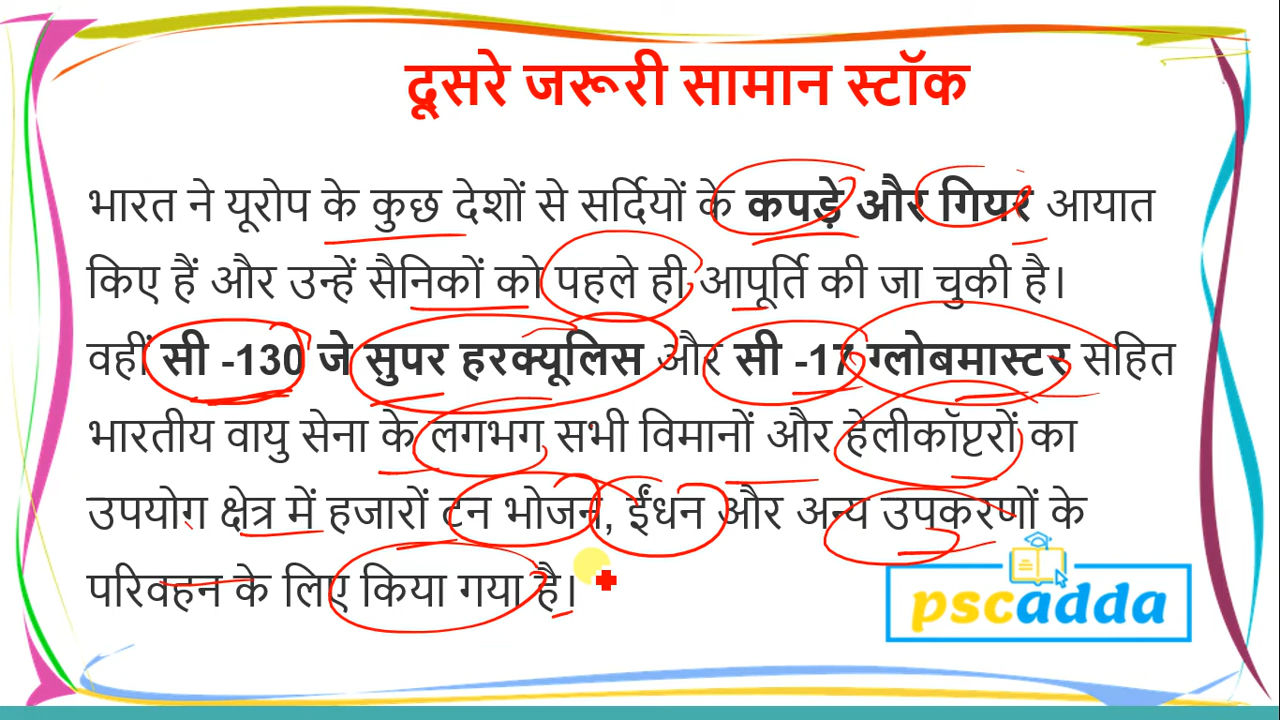 दूसरे जरूरी सामान स्टॉक
भारत ने यूरोप के कुछ देशों से सर्दियों के कपड़े और गियर आयात
किए हैं और उन्हें सैनिकों को पहले ही आपूर्ति की जा चुकी है।
वहीं सी -130 जे सुपर हरक्यूलिस और सी -17 ग्लोबमास्टर सहित
भारतीय वायु सेना के लगभग सभी विमानों और हेलीकॉप्टरों का
उपयोग क्षेत्र में हजारों टन भोजन, ईंधन और अन्य उपकरणों के
परिवहन के लिए किया गया है।
pscadda